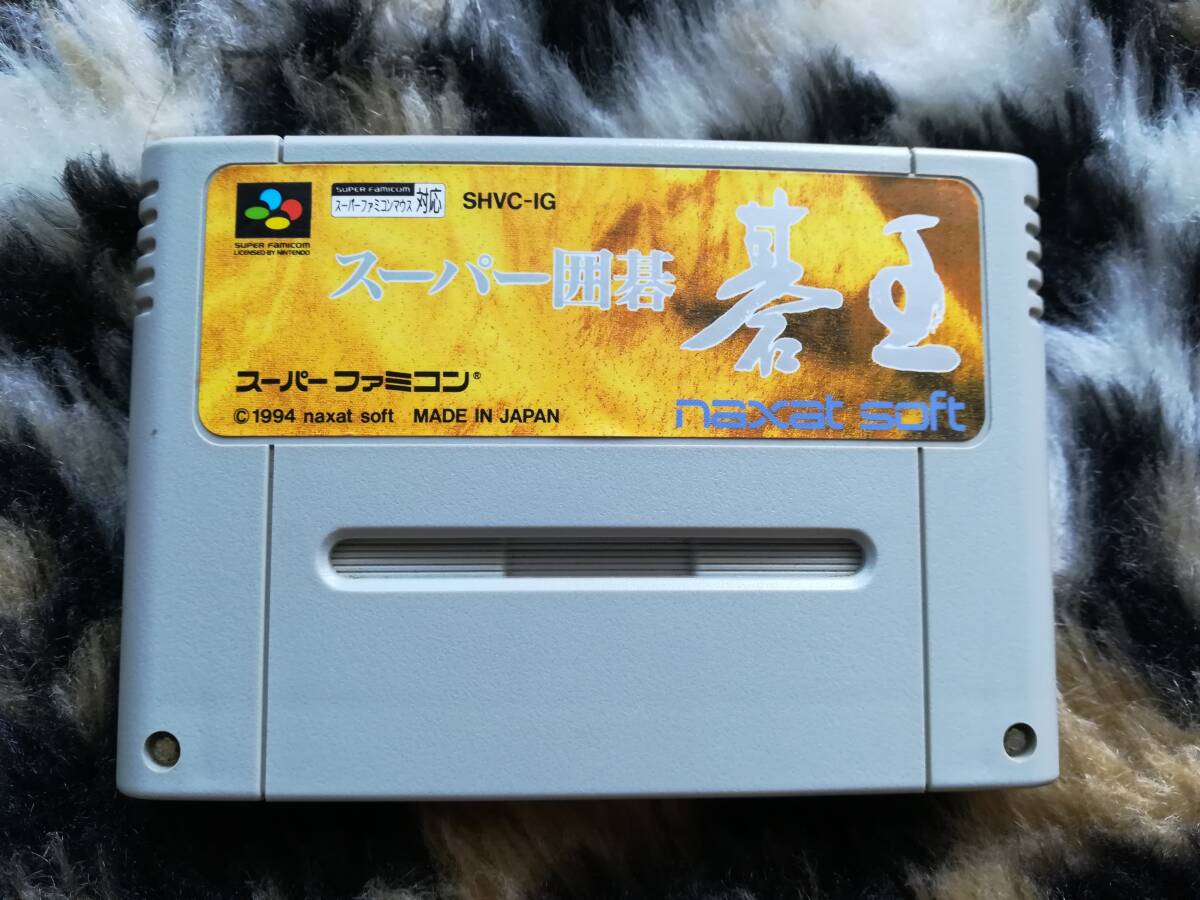 SUPER FAMICOM
LICENSED BY NINTENDO
SUPER FAMICOM
スーパーファミコンマウス 対応
SHVC-IG
スーパー囲碁 碁王
スーパーファミコン®
©1994 naxat soft MADE IN JAPAN
naxat soft